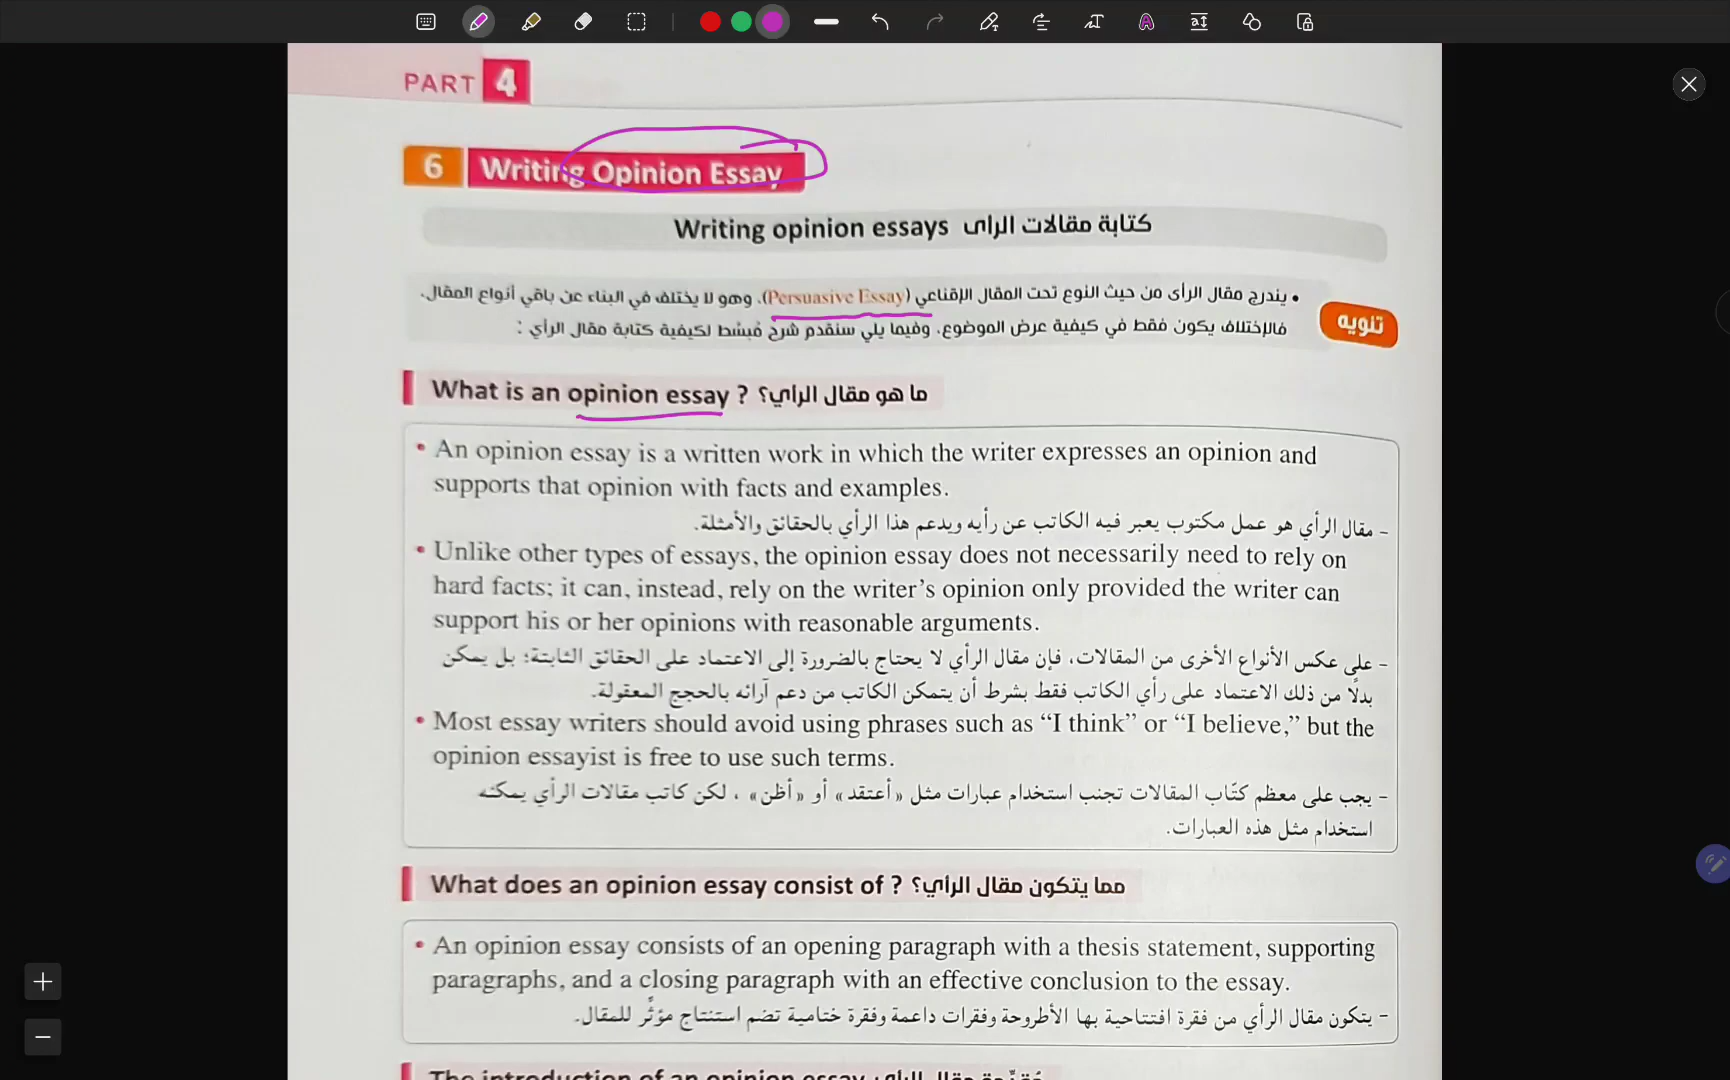 PART 4
6 Writing Opinion Essay
Writing opinion essays كتابة مقالات الرأى
تنويه
• يندرج مقال الرأى من حيث النوع تحت المقال الإقناعي (Persuasive Essay)، وهو لا يختلف في البناء عن باقي أنواع المقال.
فالإختلاف يكون فقط في كيفية عرض الموضوع، وفيما يلي سنقدم شرح مُبسَّط لكيفية كتابة مقال الرأي :
What is an opinion essay ? ما هو مقال الرأي؟
• An opinion essay is a written work in which the writer expresses an opinion and
supports that opinion with facts and examples.
- مقال الرأي هو عمل مكتوب يعبر فيه الكاتب عن رأيه ويدعم هذا الرأي بالحقائق والأمثلة.
• Unlike other types of essays, the opinion essay does not necessarily need to rely on
hard facts; it can, instead, rely on the writer's opinion only provided the writer can
support his or her opinions with reasonable arguments.
- على عكس الأنواع الأخرى من المقالات، فإن مقال الرأي لا يحتاج بالضرورة إلى الاعتماد على الحقائق الثابتة؛ بل يمكن
بدلًا من ذلك الاعتماد على رأي الكاتب فقط بشرط أن يتمكن الكاتب من دعم آرائه بالحجج المعقولة.
• Most essay writers should avoid using phrases such as “I think” or “I believe,” but the
opinion essayist is free to use such terms.
- يجب على معظم كتّاب المقالات تجنب استخدام عبارات مثل «أعتقد» أو «أظن» ، لكن كاتب مقالات الرأي يمكنه
استخدام مثل هذه العبارات.
What does an opinion essay consist of ? مما يتكون مقال الرأي؟
• An opinion essay consists of an opening paragraph with a thesis statement, supporting
paragraphs, and a closing paragraph with an effective conclusion to the essay.
- يتكون مقال الرأي من فقرة افتتاحية بها الأطروحة وفقرات داعمة وفقرة ختامية تضم استنتاج مؤثِّر للمقال.
The introduction of an opinion essay مُقدِّمة مقال الرأي